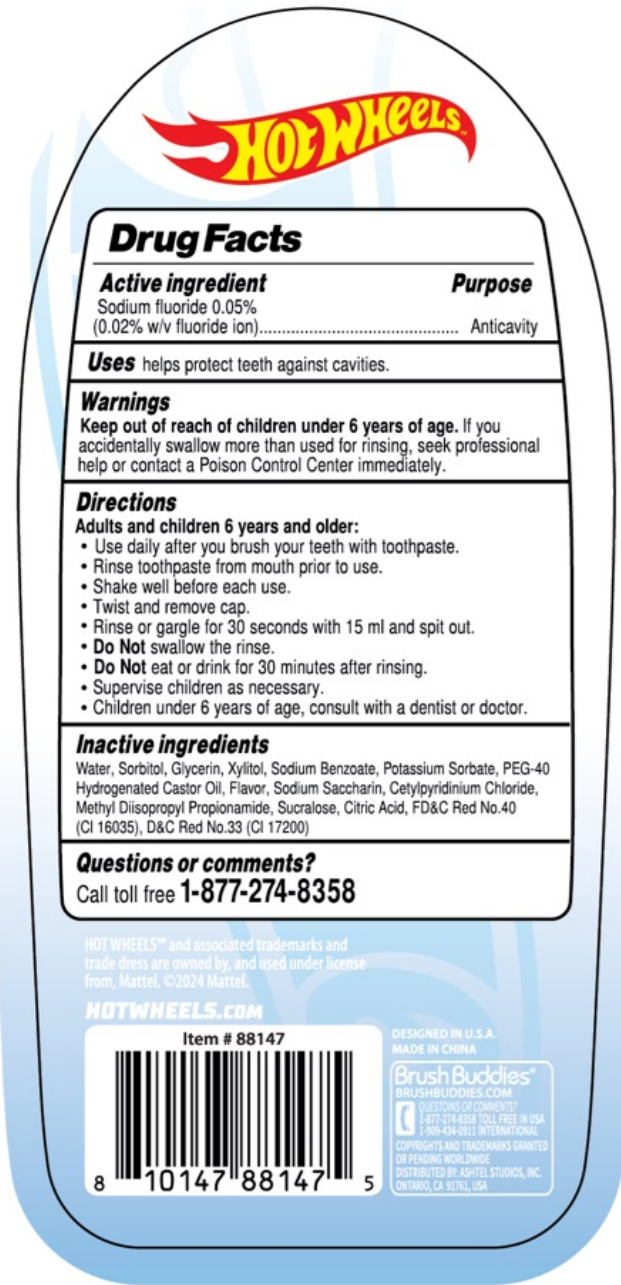 HOT WHEELS™
Drug Facts
Active ingredient Purpose
Sodium fluoride 0.05%
(0.02% w/v fluoride ion)............................................ Anticavity
Uses helps protect teeth against cavities.
Warnings
Keep out of reach of children under 6 years of age. If you
accidentally swallow more than used for rinsing, seek professional
help or contact a Poison Control Center immediately.
Directions
Adults and children 6 years and older:
• Use daily after you brush your teeth with toothpaste.
• Rinse toothpaste from mouth prior to use.
• Shake well before each use.
• Twist and remove cap.
• Rinse or gargle for 30 seconds with 15 ml and spit out.
• Do Not swallow the rinse.
• Do Not eat or drink for 30 minutes after rinsing.
• Supervise children as necessary.
• Children under 6 years of age, consult with a dentist or doctor.
Inactive ingredients
Water, Sorbitol, Glycerin, Xylitol, Sodium Benzoate, Potassium Sorbate, PEG-40
Hydrogenated Castor Oil, Flavor, Sodium Saccharin, Cetylpyridinium Chloride,
Methyl Diisopropyl Propionamide, Sucralose, Citric Acid, FD&C Red No.40
(CI 16035), D&C Red No.33 (CI 17200)
Questions or comments?
Call toll free 1-877-274-8358
HOT WHEELS™ and associated trademarks and
trade dress are owned by, and used under license
from, Mattel. ©2024 Mattel.
HOTWHEELS.COM
Item # 88147
8 10147 88147 5
DESIGNED IN U.S.A.
MADE IN CHINA
Brush Buddies®
BRUSHBUDDIES.COM
QUESTOINS OR COMMENTS?
1-877-274-8358 TOLL FREE IN USA
1-909-434-0911 INTERNATIONAL
COPYRIGHTS AND TRADEMARKS GRANTED
OR PENDING WORLDWIDE
DISTRIBUTED BY: ASHTEL STUDIOS, INC.
ONTARIO, CA 91761, USA